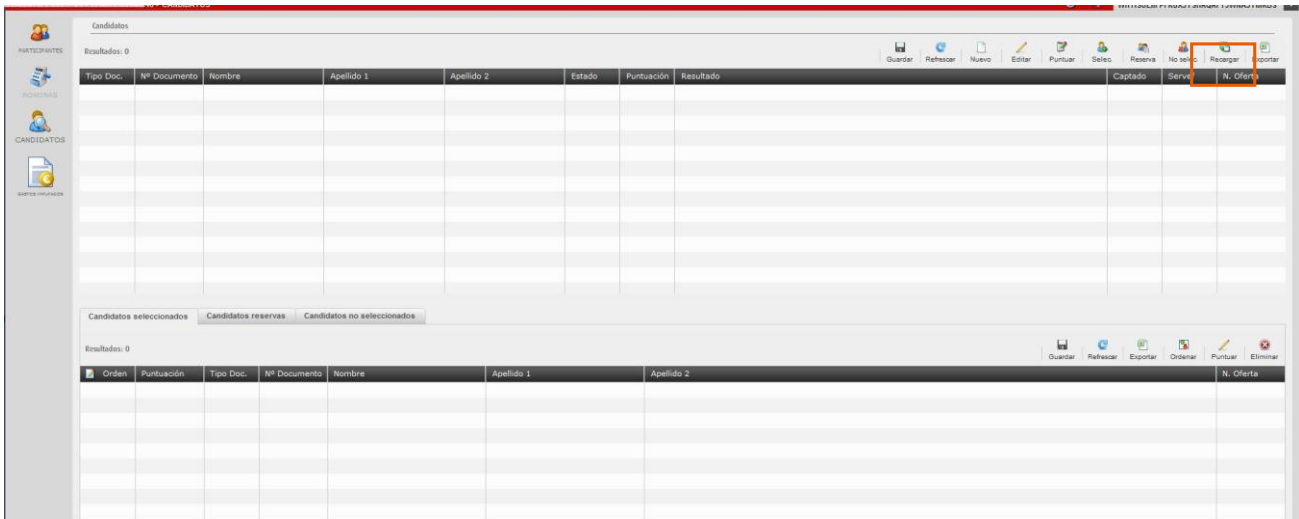 CANDIDATOS
PARTICIPANTES
NOMINAS
CANDIDATOS
Candidatos
Resultados: 0
Guardar Refrescar Nuevo Editar Puntuar Selec. Reserva No selec. Recargar Exportar
Tipo Doc. Nº Documento Nombre Apellido 1 Apellido 2 Estado Puntuación Resultado Captado Servef N. Oferta
Candidatos seleccionados Candidatos reservas Candidatos no seleccionados
Resultados: 0
Guardar Refrescar Exportar Ordenar Puntuar Eliminar
Orden Puntuación Tipo Doc. Nº Documento Nombre Apellido 1 Apellido 2 N. Oferta